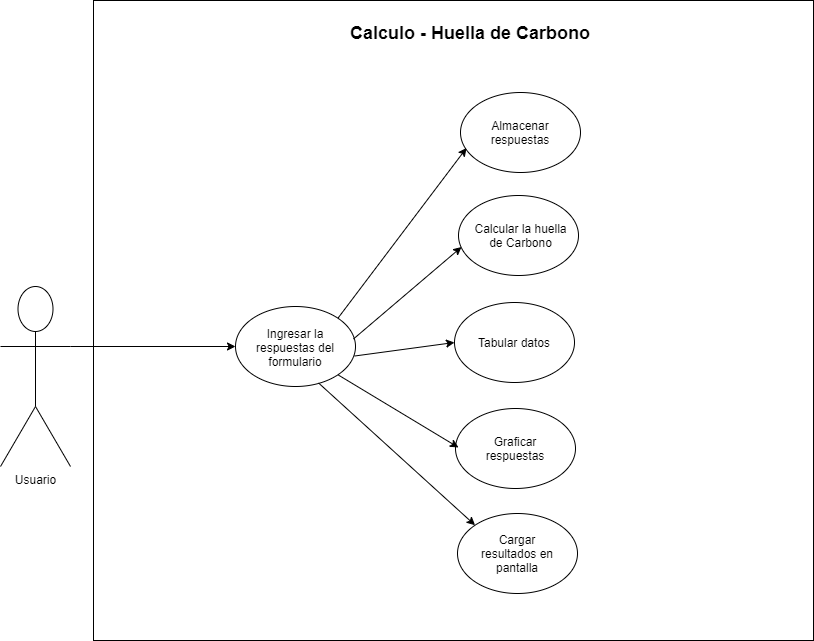 Calculo - Huella de Carbono
Almacenar
respuestas
Calcular la huella
de Carbono
Ingresar la
respuestas del
formulario
Tabular datos
Graficar
respuestas
Usuario
Cargar
resultados en
pantalla